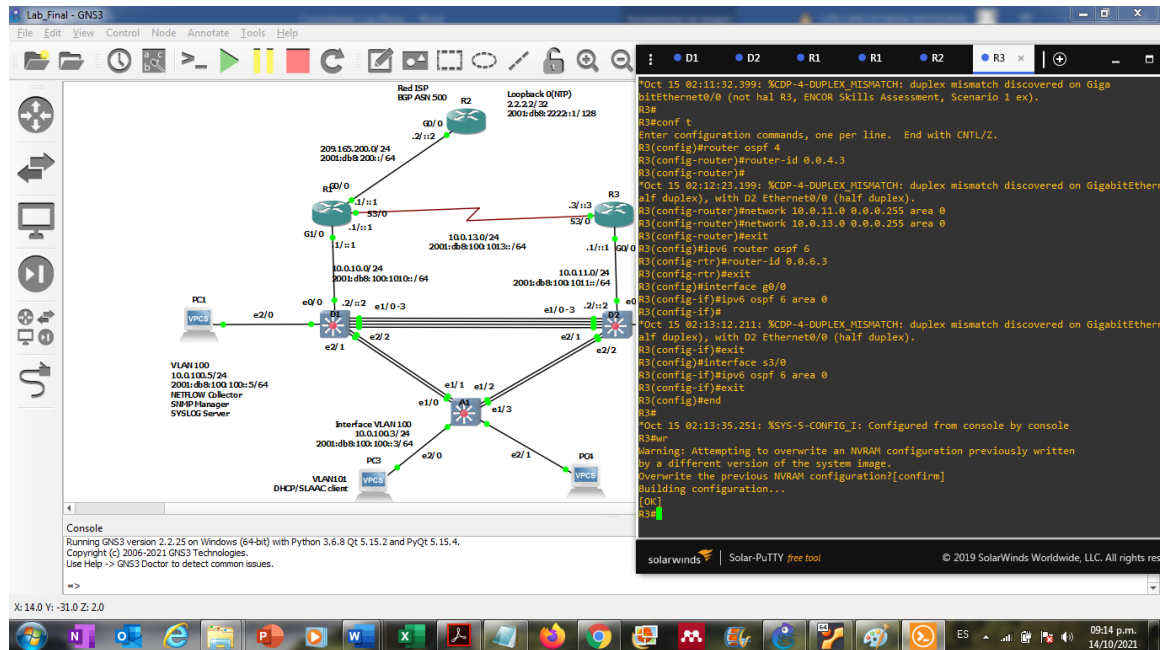 Lab_Final - GNS3
File Edit View Control Node Annotate Tools Help
Red ISP
BGP ASN 500
R2
Loopback 0(NTP)
2.2.2.2/32
2001:db8:2222::1/128
G0/0
.2/::2
209.165.200.0/24
2001:db8:200::/64
R1
G0/0
.1/::1
S3/0
R3
.3/::3
S3/0
G1/0
.1/::1
10.0.13.0/24
2001:db8:100:1013::/64
.1/::1
.1/::1
G0/0
10.0.10.0/24
2001:db8:100:1010::/64
10.0.11.0/24
2001:db8:100:1011::/64
PC1
VPCS
e2/0
e0/0
.2/::2
e1/0-3
e1/0-3
.2/::2
D1
D2
e2/2
e2/1
e2/1
e2/2
VLAN 100
10.0.100.5/24
2001:db8:100:100::5/64
NETFLOW Collector
SNMP Manager
SYSLOG Server
e1/1
e1/2
e1/0
A1
e1/3
Interface VLAN 100
10.0.100.3/24
2001:db8:100:100::3/64
PC3
e2/0
e2/1
PC4
VPCS
VPCS
VLAN101
DHCP/SLAAC client
Console
Running GNS3 version 2.2.25 on Windows (64-bit) with Python 3.6.8 Qt 5.15.2 and PyQt 5.15.4.
Copyright (c) 2006-2021 GNS3 Technologies.
Use Help -> GNS3 Doctor to detect common issues.
=>
X: 14.0 Y: -31.0 Z: 2.0
D1 D2 R1 R1 R2 R3
*Oct 15 02:11:32.399: %CDP-4-DUPLEX_MISMATCH: duplex mismatch discovered on Giga
bitEthernet0/0 (not hal R3, ENCOR Skills Assessment, Scenario 1 ex).
R3#
R3#conf t
Enter configuration commands, one per line. End with CNTL/Z.
R3(config)#router ospf 4
R3(config-router)#router-id 0.0.4.3
R3(config-router)#
*Oct 15 02:12:23.199: %CDP-4-DUPLEX_MISMATCH: duplex mismatch discovered on GigabitEthern
alf duplex), with D2 Ethernet0/0 (half duplex).
R3(config-router)#network 10.0.11.0 0.0.0.255 area 0
R3(config-router)#network 10.0.13.0 0.0.0.255 area 0
R3(config-router)#exit
R3(config)#ipv6 router ospf 6
R3(config-rtr)#router-id 0.0.6.3
R3(config-rtr)#exit
R3(config)#interface g0/0
R3(config-if)#ipv6 ospf 6 area 0
R3(config-if)#
*Oct 15 02:13:12.211: %CDP-4-DUPLEX_MISMATCH: duplex mismatch discovered on GigabitEthern
alf duplex), with D2 Ethernet0/0 (half duplex).
R3(config-if)#exit
R3(config)#interface s3/0
R3(config-if)#ipv6 ospf 6 area 0
R3(config-if)#exit
R3(config)#end
R3#
*Oct 15 02:13:35.251: %SYS-5-CONFIG_I: Configured from console by console
R3#wr
Warning: Attempting to overwrite an NVRAM configuration previously written
by a different version of the system image.
Overwrite the previous NVRAM configuration?[confirm]
Building configuration...
[OK]
R3#
solarwinds Solar-PuTTY free tool © 2019 SolarWinds Worldwide, LLC. All rights res
ES
09:14 p.m.
14/10/2021